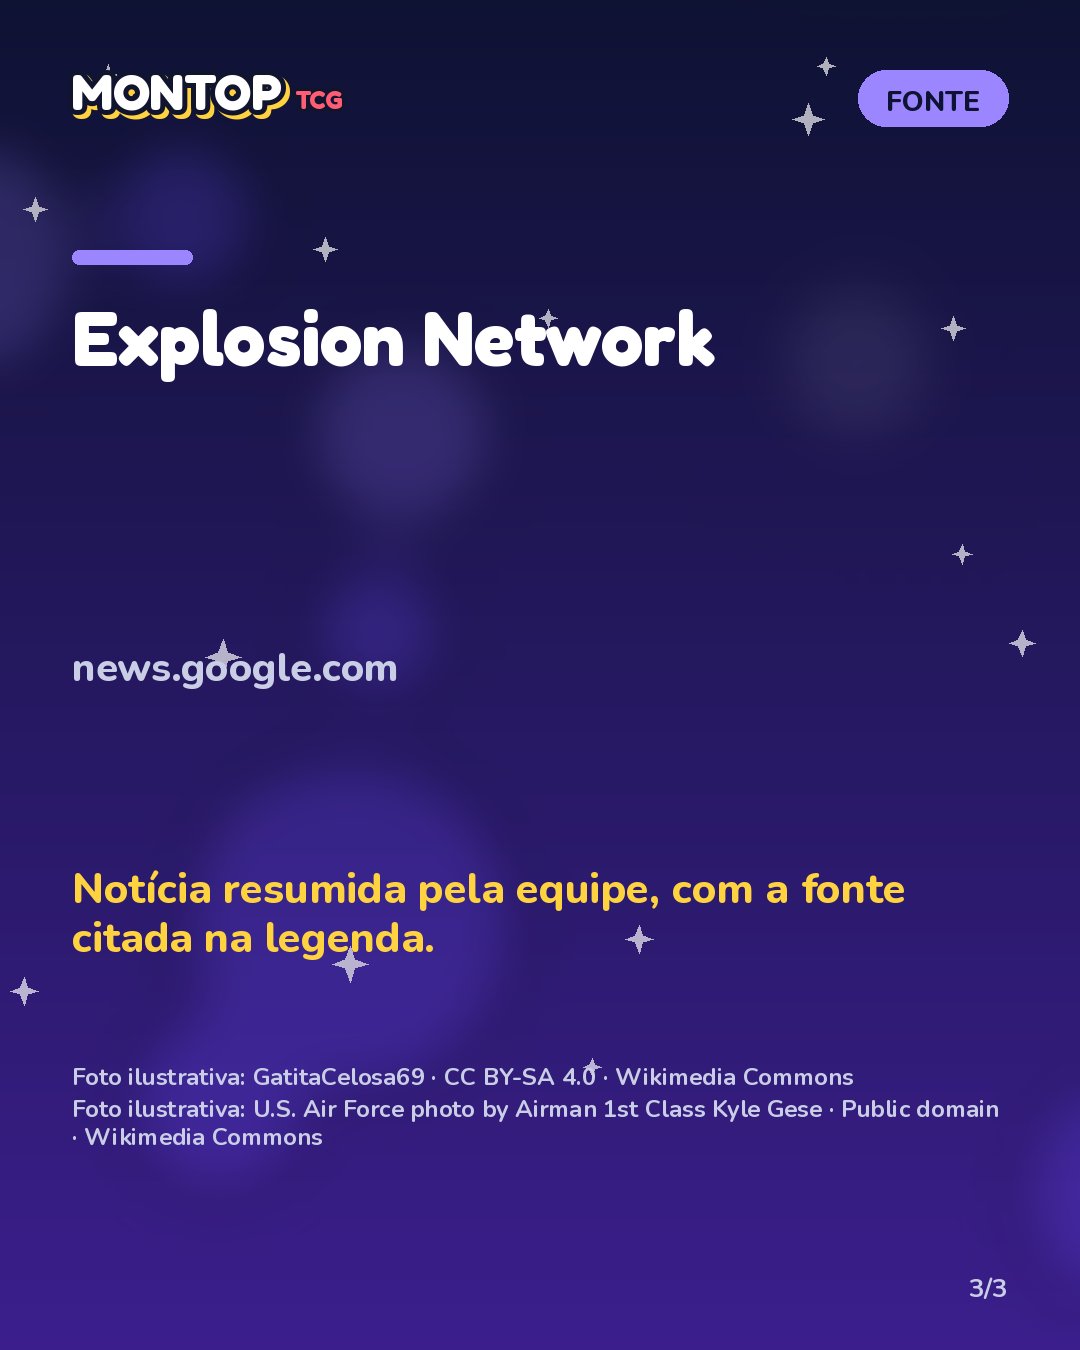 MONTOP TCG
FONTE
Explosion Network
news.google.com
Notícia resumida pela equipe, com a fonte
citada na legenda.
Foto ilustrativa: GatitaCelosa69 · CC BY-SA 4.0 · Wikimedia Commons
Foto ilustrativa: U.S. Air Force photo by Airman 1st Class Kyle Gese · Public domain
· Wikimedia Commons
3/3